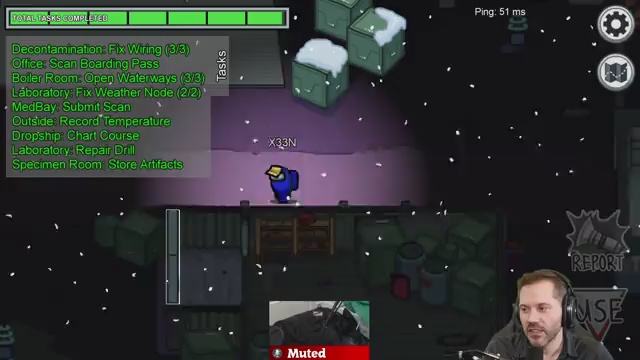 TOTAL TASKS COMPLETED
Ping: 51 ms
Decontamination: Fix Wiring (3/3)
Office: Scan Boarding Pass
Boiler Room: Open Waterways (3/3)
Laboratory: Fix Weather Node (2/2)
MedBay: Submit Scan
Outside: Record Temperature
Dropship: Chart Course
Laboratory: Repair Drill
Specimen Room: Store Artifacts
Tasks
X33N
REPORT
USE
Muted